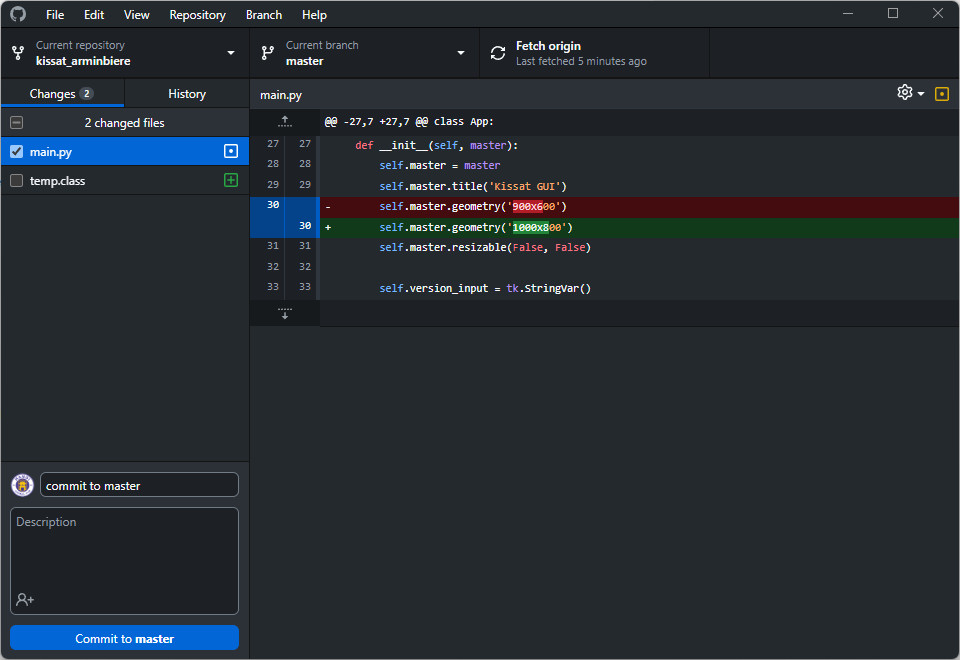 File Edit View Repository Branch Help
Current repository
kissat_arminbiere
Current branch
master
Fetch origin
Last fetched 5 minutes ago
Changes 2
History
2 changed files
main.py
temp.class
main.py
@@ -27,7 +27,7 @@ class App:
27 27 def __init__(self, master):
28 28 self.master = master
29 29 self.master.title('Kissat GUI')
30 - self.master.geometry('900x600')
30 + self.master.geometry('1000x800')
31 31 self.master.resizable(False, False)
32 32
33 33 self.version_input = tk.StringVar()
commit to master
Description
Commit to master